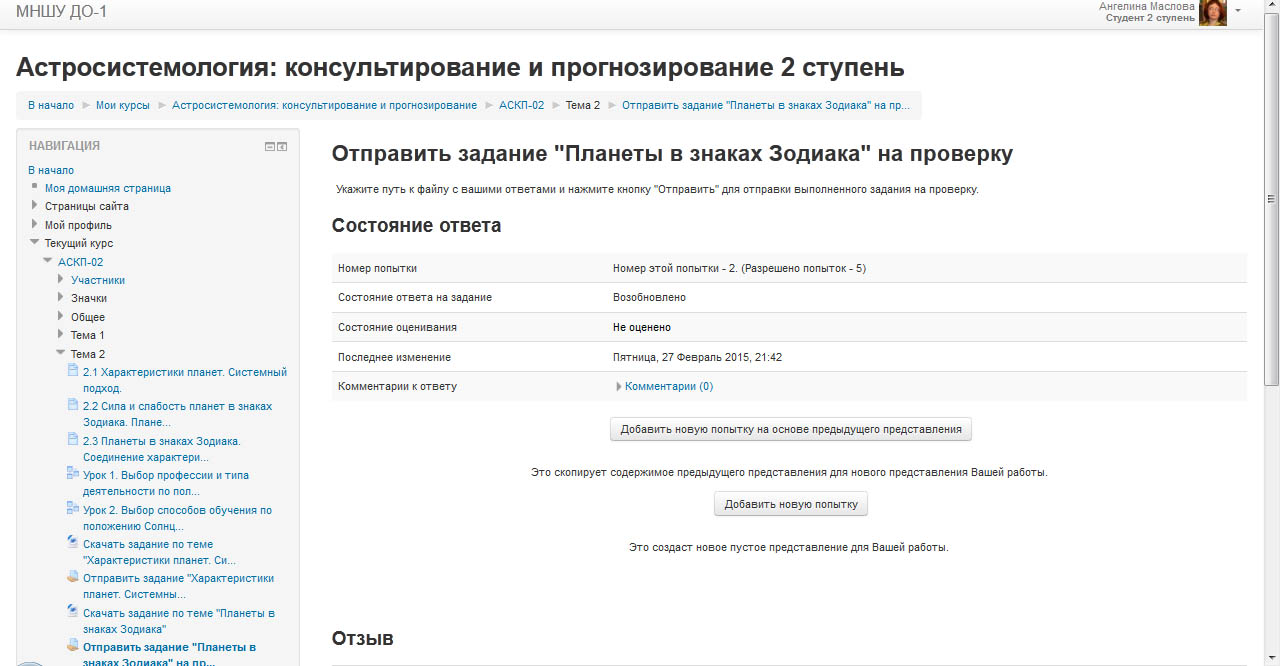 МНШУ ДО-1
Ангелина Маслова
Студент 2 ступень
Астросистемология: консультирование и прогнозирование 2 ступень
В начало
Мои курсы
Астросистемология: консультирование и прогнозирование
АСКП-02
Тема 2
Отправить задание "Планеты в знаках Зодиака" на пр...
НАВИГАЦИЯ
В начало
Моя домашняя страница
Страницы сайта
Мой профиль
Текущий курс
АСКП-02
Участники
Значки
Общее
Тема 1
Тема 2
2.1 Характеристики планет. Системный
подход.
2.2 Сила и слабость планет в знаках
Зодиака. Плане...
2.3 Планеты в знаках Зодиака.
Соединение характери...
Урок 1. Выбор профессии и типа
деятельности по пол...
Урок 2. Выбор способов обучения по
положению Солнц...
Скачать задание по теме
"Характеристики планет. Си...
Отправить задание "Характеристики
планет. Системны...
Скачать задание по теме "Планеты в
знаках Зодиака"
Отправить задание "Планеты в
знаках Зодиака" на пр...
Отправить задание "Планеты в знаках Зодиака" на проверку
Укажите путь к файлу с вашими ответами и нажмите кнопку "Отправить" для отправки выполненного задания на проверку.
Состояние ответа
Номер попытки Номер этой попытки - 2. (Разрешено попыток - 5)
Состояние ответа на задание Возобновлено
Состояние оценивания Не оценено
Последнее изменение Пятница, 27 Февраль 2015, 21:42
Комментарии к ответу Комментарии (0)
Добавить новую попытку на основе предыдущего представления
Это скопирует содержимое предыдущего представления для нового представления Вашей работы.
Добавить новую попытку
Это создаст новое пустое представление для Вашей работы.
Отзыв